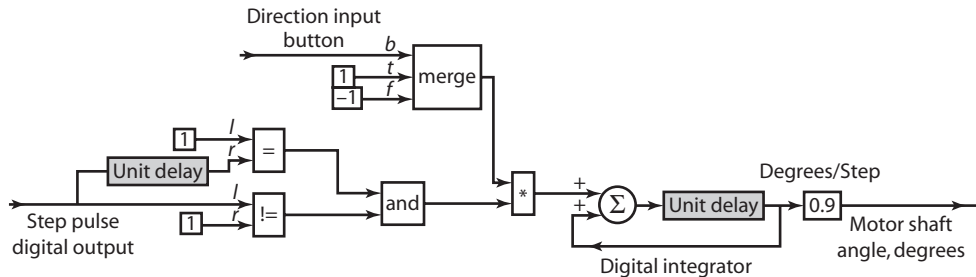 Direction input
button
b
t
f
1
–1
merge
l
r
1
=
Unit delay
l
r
1
!=
and
Step pulse
digital output
*
+
+
Σ
Unit delay
Degrees/Step
0.9
Digital integrator
Motor shaft
angle, degrees